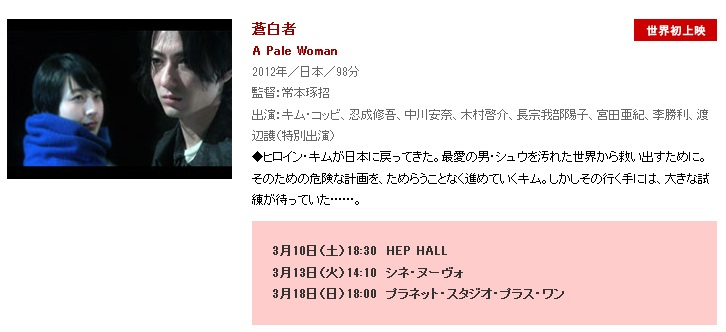 蒼白者
世界初上映
A Pale Woman
2012年／日本／98分
監督：常本琢招
出演：キム・コッビ、忍成修吾、中川安奈、木村啓介、長宗我部陽子、宮田亜紀、李勝利、渡
辺護（特別出演）
◆ヒロイン・キムが日本に戻ってきた。最愛の男・シュウを汚れた世界から救い出すために。
そのための危険な計画を、ためらうことなく進めていくキム。しかしその行く手には、大きな試
練が待っていた……。
3月10日（土）18:30 HEP HALL
3月13日（火）14:10 シネ・ヌーヴォ
3月18日（日）18:00 プラネット・スタジオ・プラス・ワン